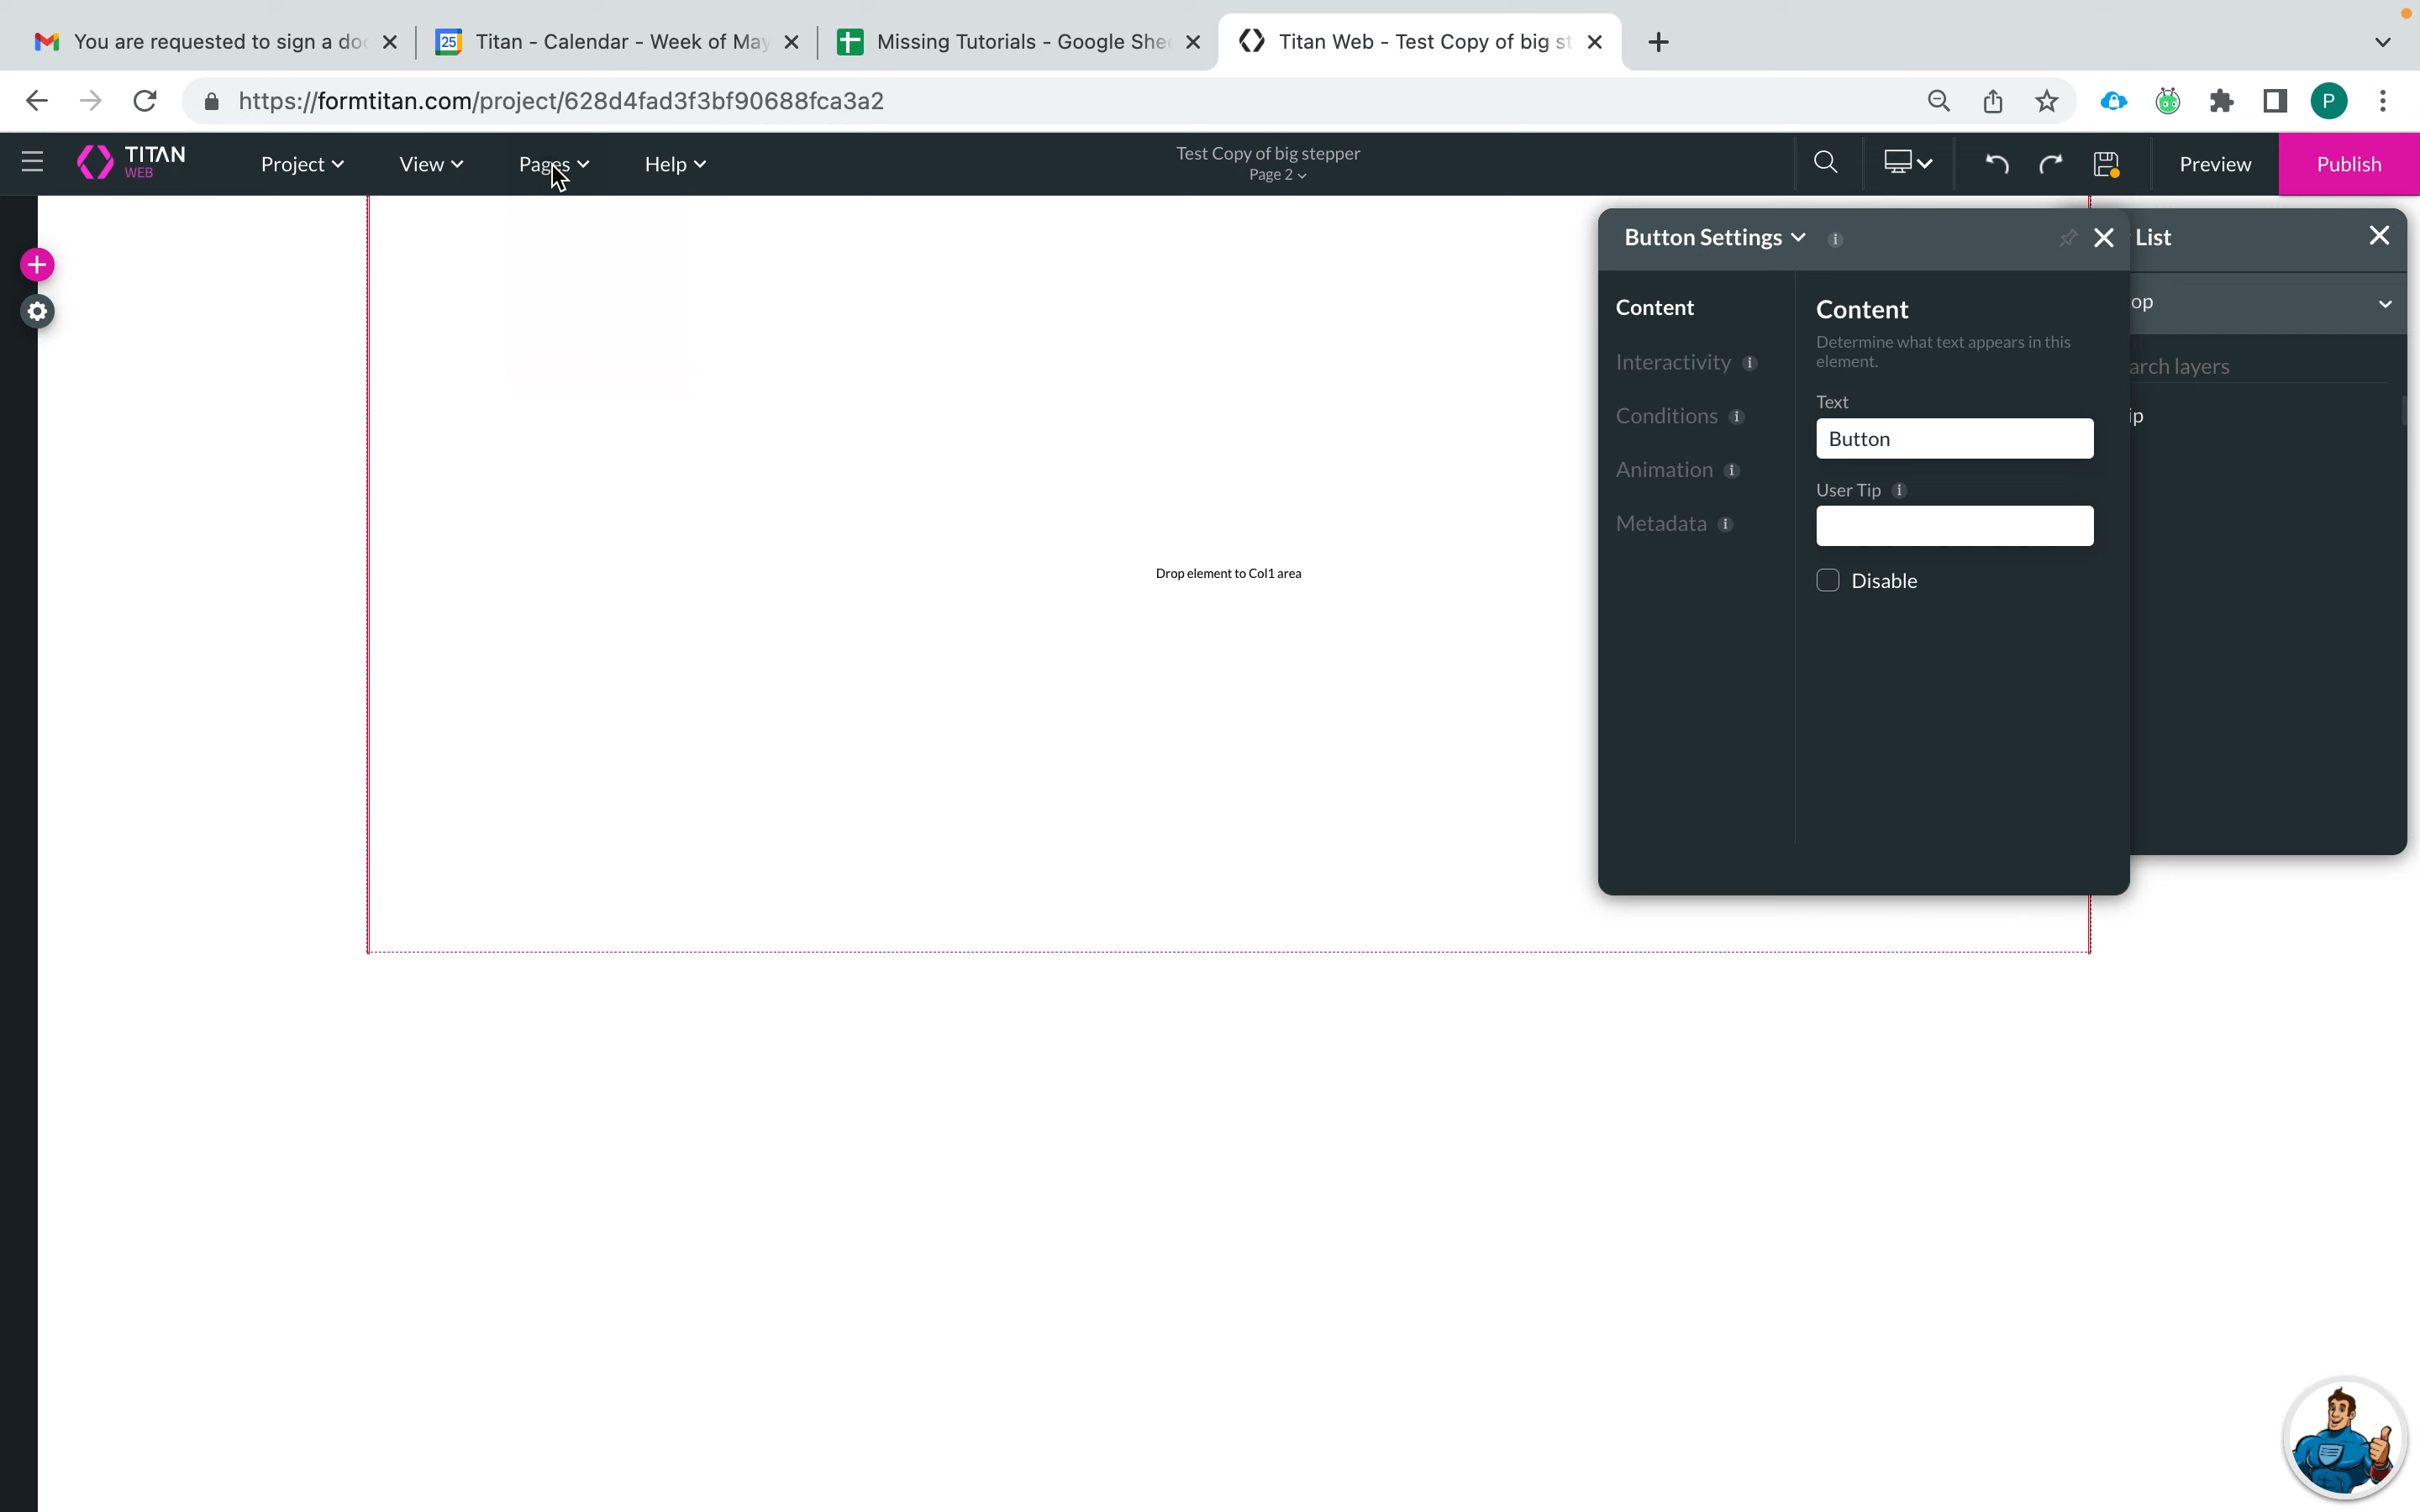 You are requested to sign a doc
25
Titan - Calendar - Week of May
Missing Tutorials - Google Shee
Titan Web - Test Copy of big st
https://formtitan.com/project/628d4fad3f3bf90688fca3a2
P
TITAN
WEB
Project
View
Pages
Help
Test Copy of big stepper
Page 2
Preview
Publish
Button Settings
List
Content
Interactivity
Conditions
Animation
Metadata
Content
Determine what text appears in this
element.
Text
Button
User Tip
Disable
op
arch layers
ip
Drop element to Col1 area